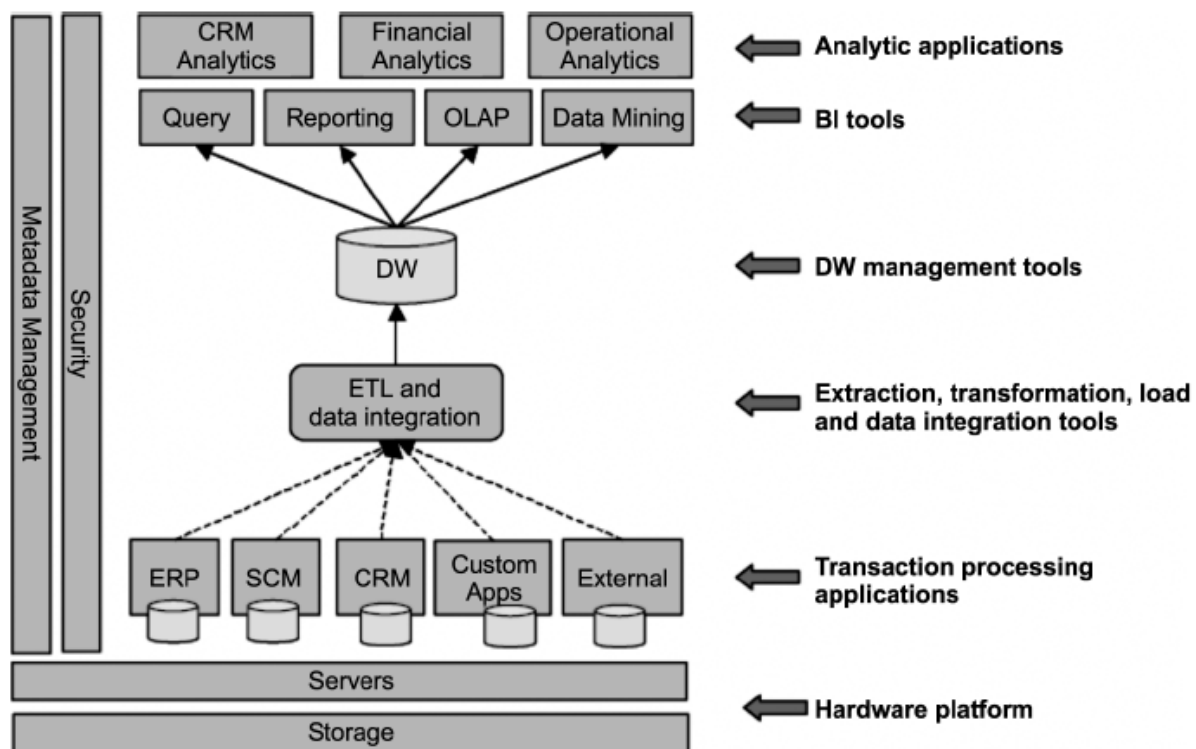 CRM
Analytics
Financial
Analytics
Operational
Analytics
Analytic applications
Query
Reporting
OLAP
Data Mining
BI tools
DW
DW management tools
Metadata Management
Security
ETL and
data integration
Extraction, transformation, load
and data integration tools
ERP
SCM
CRM
Custom
Apps
External
Transaction processing
applications
Servers
Storage
Hardware platform